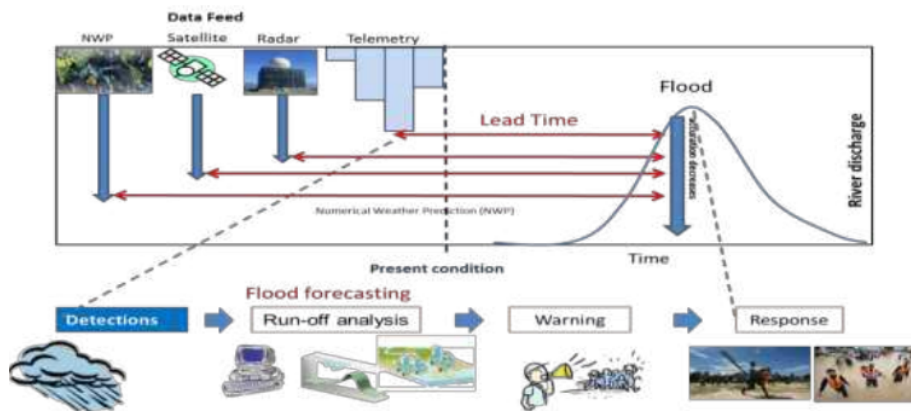 Data Feed
NWP
Satellite
Radar
Telemetry
Flood
Lead Time
River discharge
Numerical Weather Prediction (NWP)
Time
Present condition
Flood forecasting
Detections
Run-off analysis
Warning
Response